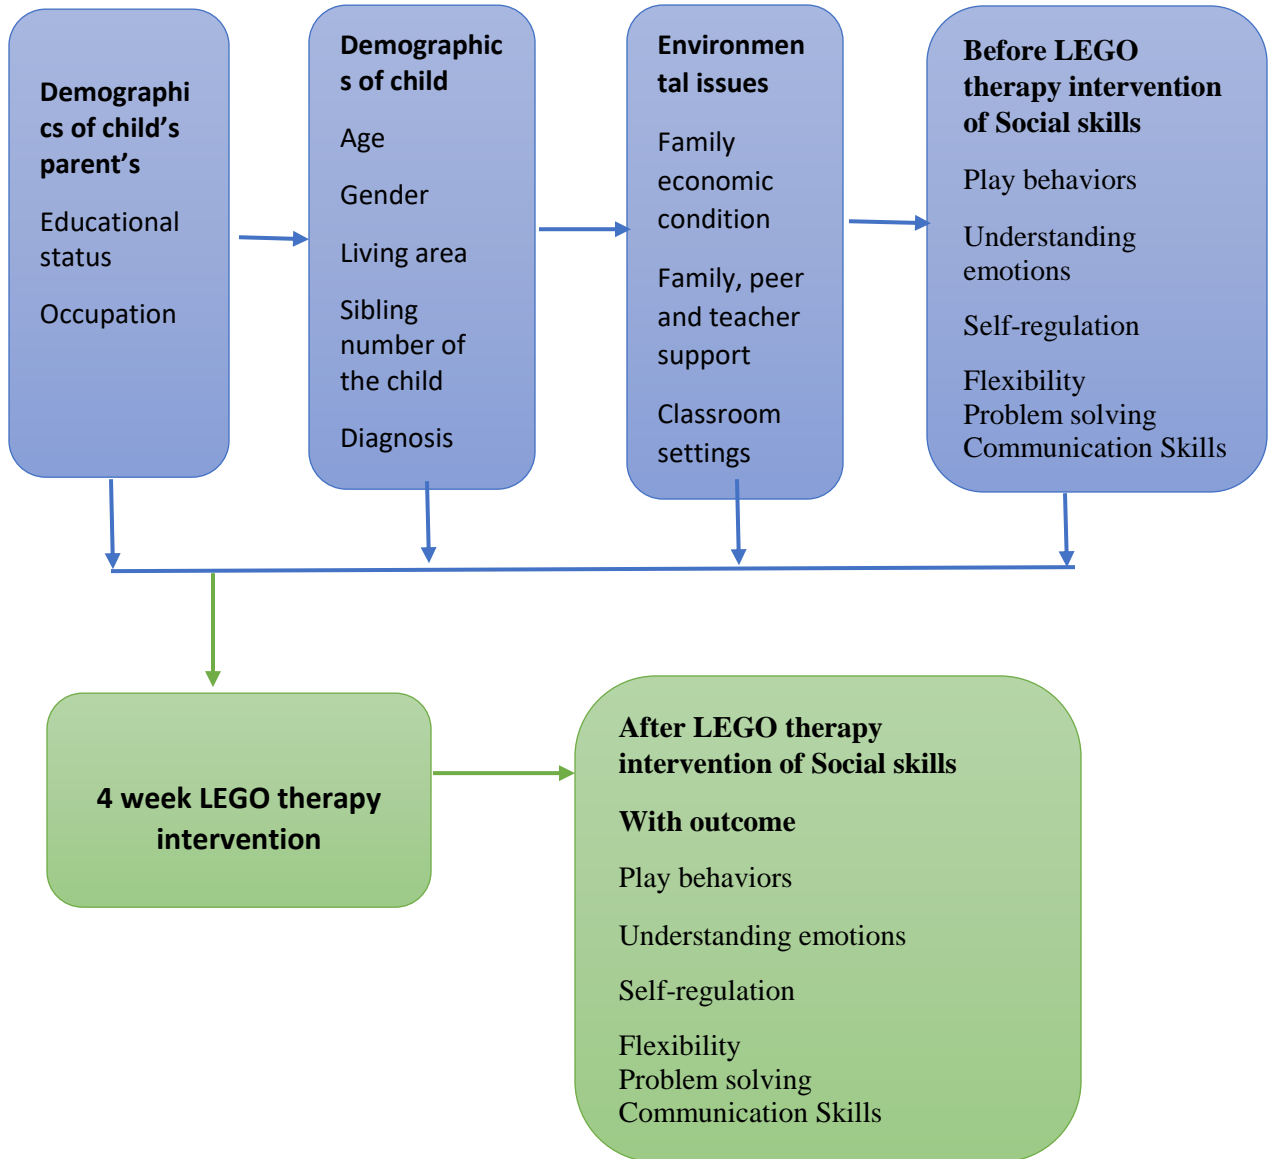 Demographi
cs of child’s
parent’s
Educational
status
Occupation
Demographic
s of child
Age
Gender
Living area
Sibling
number of
the child
Diagnosis
Environmen
tal issues
Family
economic
condition
Family, peer
and teacher
support
Classroom
settings
Before LEGO
therapy intervention
of Social skills
Play behaviors
Understanding
emotions
Self-regulation
Flexibility
Problem solving
Communication Skills
4 week LEGO therapy
intervention
After LEGO therapy
intervention of Social skills
With outcome
Play behaviors
Understanding emotions
Self-regulation
Flexibility
Problem solving
Communication Skills